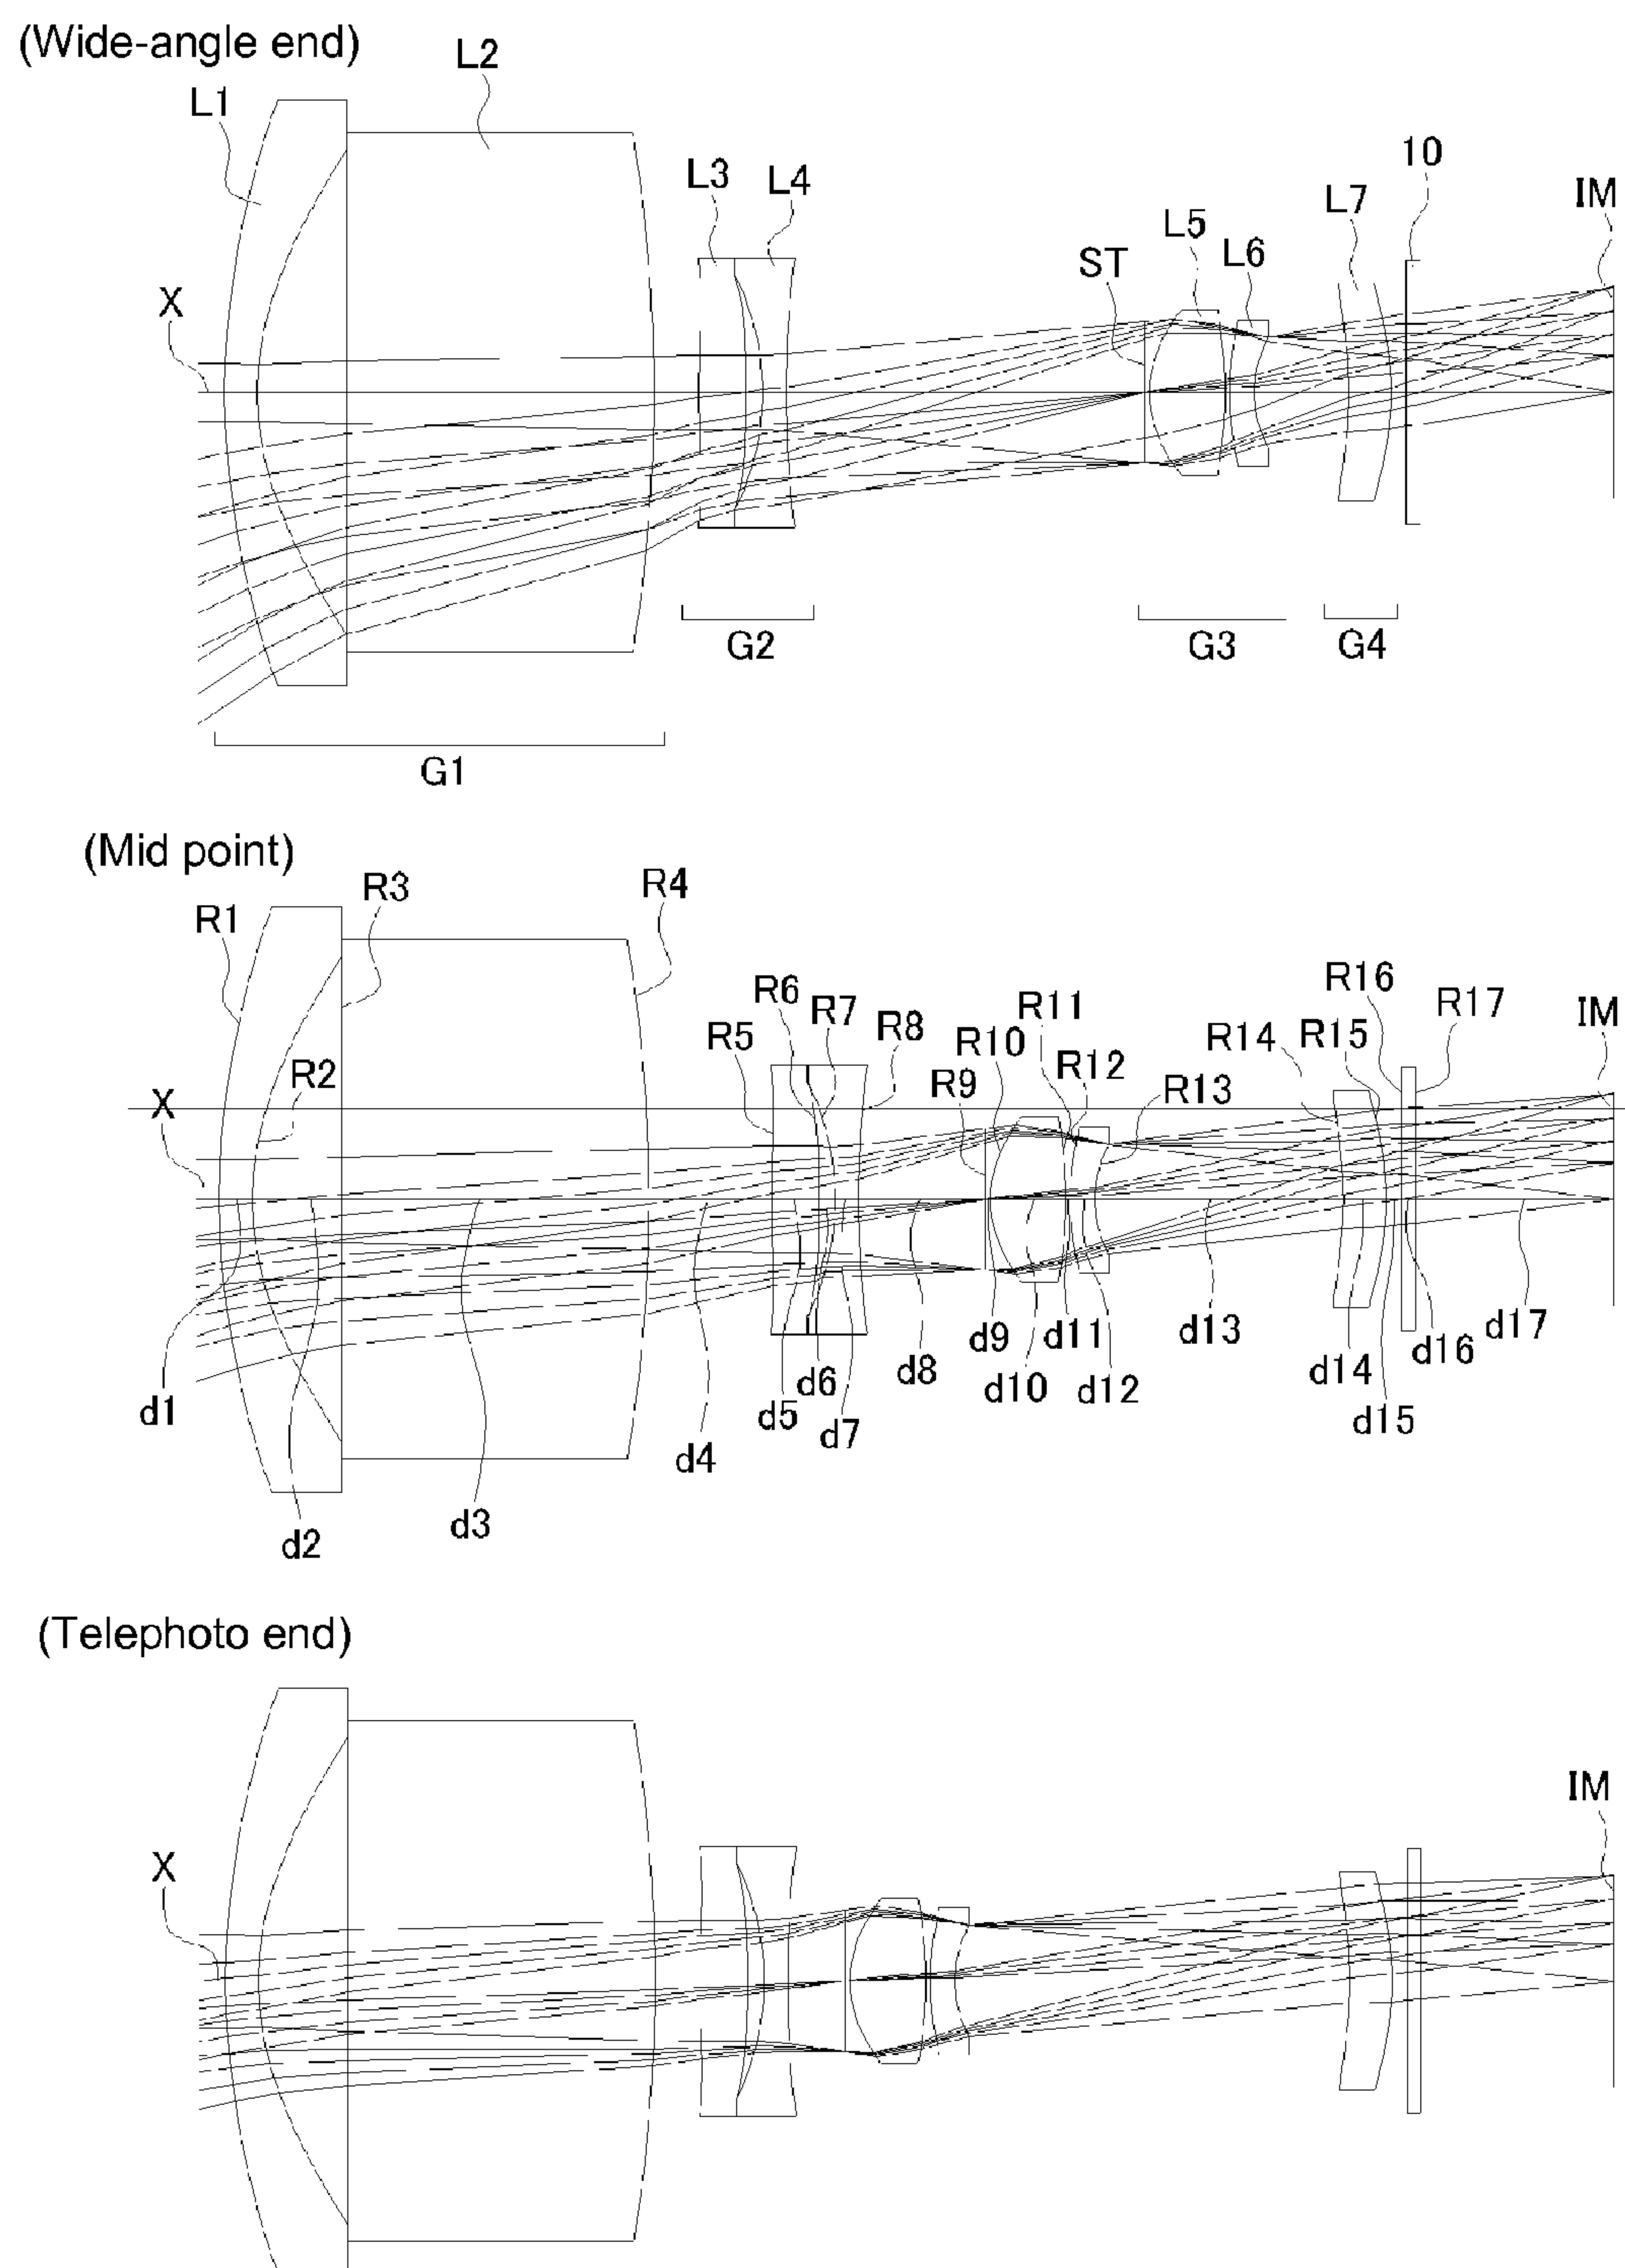 (Wide-angle end)
L2
L1
L3
L4
10
IM
L7
L5
L6
ST
X
G2
G3
G4
G1
(Mid point)
R3
R4
R1
R16
R17
IM
R6
R7
R11
R8
R14
R15
R5
R10
R12
R2
R9
R13
X
d9
d11
d13
d17
d16
d8
d6
d10
d12
d14
d1
d5
d7
d15
d4
d3
d2
(Telephoto end)
IM
X